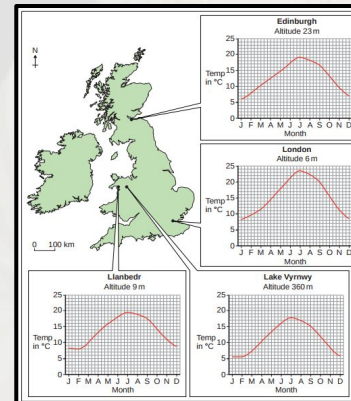 Edinburgh
Altitude 23 m
25
20
15
10
5
0
Temp
in °C
J F M A M J J A S O N D
Month
N
London
Altitude 6 m
25
20
15
10
5
0
Temp
in °C
J F M A M J J A S O N D
Month
0 100 km
Llanbedr
Altitude 9 m
25
20
15
10
5
0
Temp
in °C
J F M A M J J A S O N D
Month
Lake Vyrnwy
Altitude 360 m
25
20
15
10
5
0
Temp
in °C
J F M A M J J A S O N D
Month